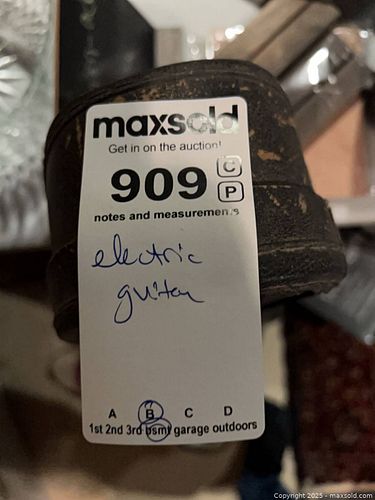 maxsold
Get in on the auction!
909 C
P
notes and measurements
electric
guitar
A B C D
1st 2nd 3rd bsmt garage outdoors
Copyright 2025 - maxsold.com